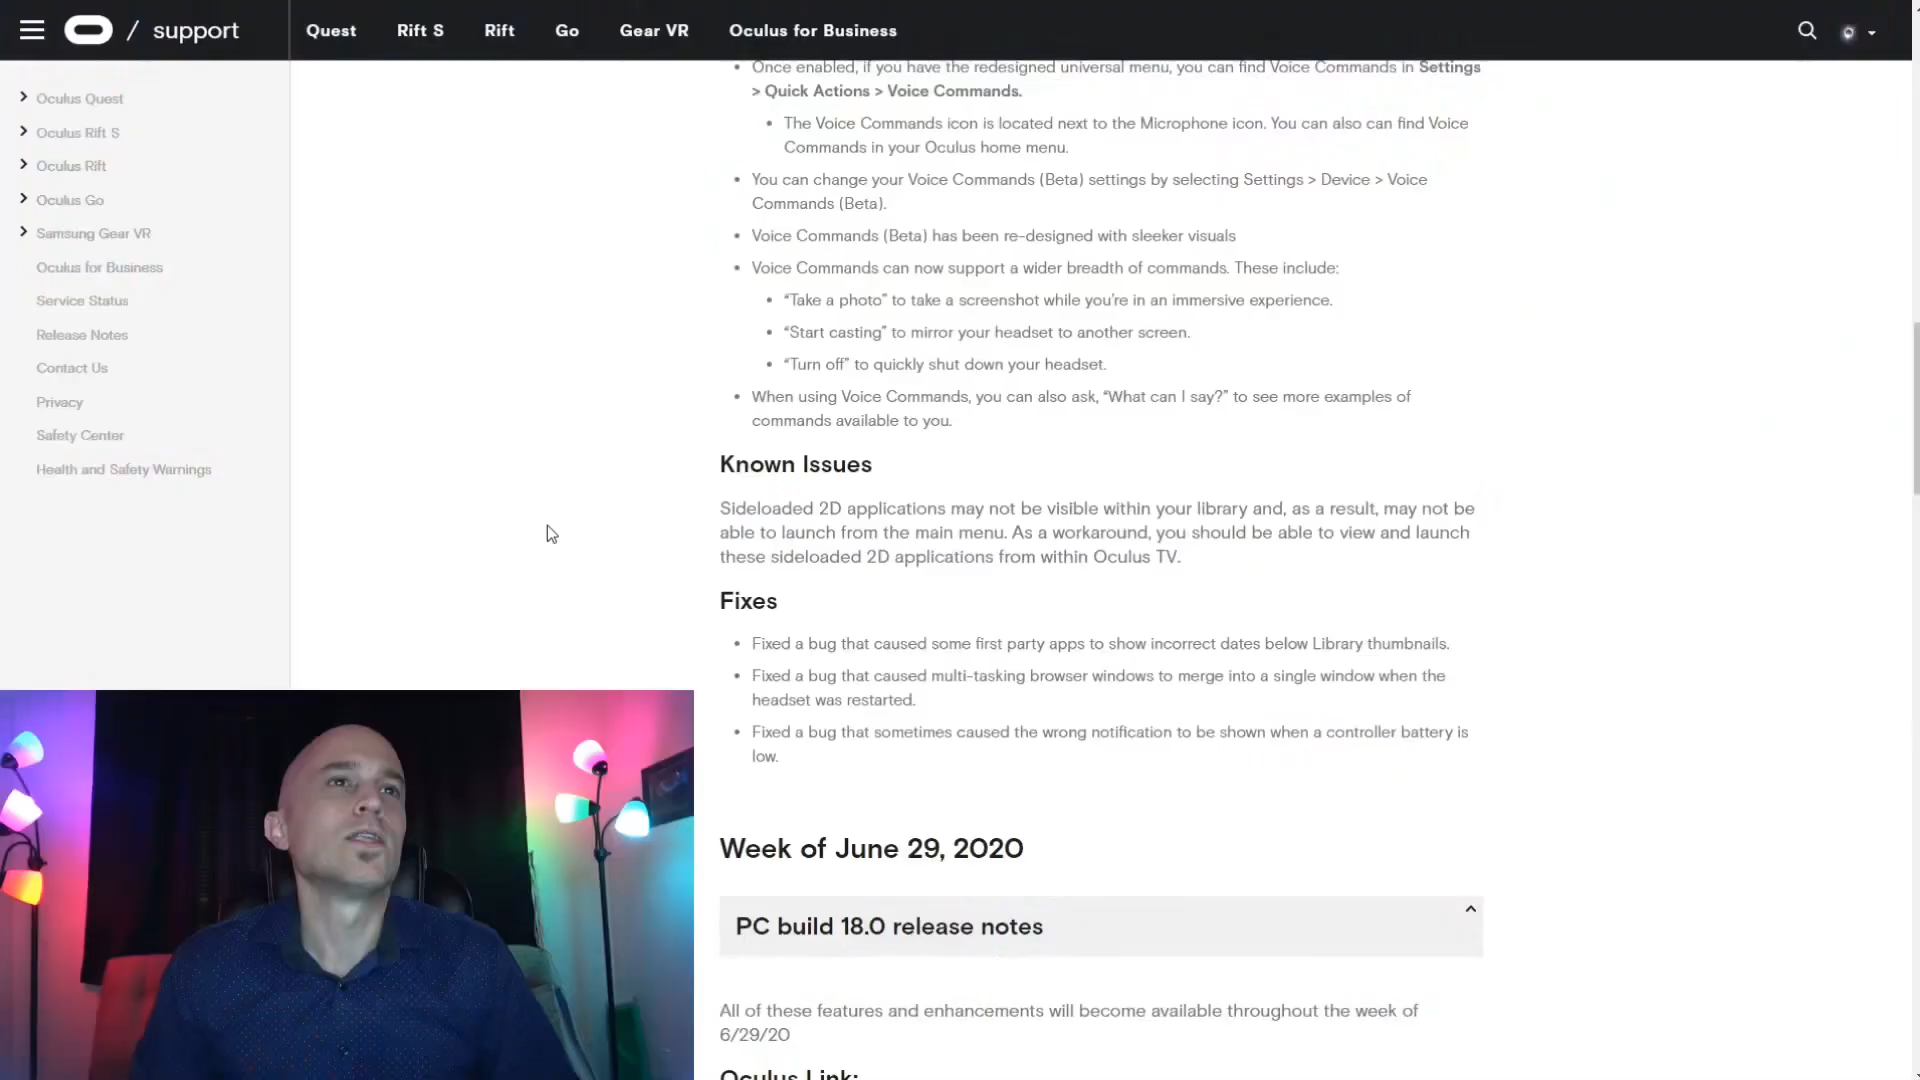 / support
Quest
Rift S
Rift
Go
Gear VR
Oculus for Business
Oculus Quest
Oculus Rift S
Oculus Rift
Oculus Go
Samsung Gear VR
Oculus for Business
Service Status
Release Notes
Contact Us
Privacy
Safety Center
Health and Safety Warnings
• Once enabled, if you have the redesigned universal menu, you can find Voice Commands in Settings
> Quick Actions > Voice Commands.
• The Voice Commands icon is located next to the Microphone icon. You can also can find Voice
Commands in your Oculus home menu.
• You can change your Voice Commands (Beta) settings by selecting Settings > Device > Voice
Commands (Beta).
• Voice Commands (Beta) has been re-designed with sleeker visuals
• Voice Commands can now support a wider breadth of commands. These include:
• “Take a photo” to take a screenshot while you’re in an immersive experience.
• “Start casting” to mirror your headset to another screen.
• “Turn off” to quickly shut down your headset.
• When using Voice Commands, you can also ask, “What can I say?” to see more examples of
commands available to you.
Known Issues
Sideloaded 2D applications may not be visible within your library and, as a result, may not be
able to launch from the main menu. As a workaround, you should be able to view and launch
these sideloaded 2D applications from within Oculus TV.
Fixes
• Fixed a bug that caused some first party apps to show incorrect dates below Library thumbnails.
• Fixed a bug that caused multi-tasking browser windows to merge into a single window when the
headset was restarted.
• Fixed a bug that sometimes caused the wrong notification to be shown when a controller battery is
low.
Week of June 29, 2020
PC build 18.0 release notes
All of these features and enhancements will become available throughout the week of
6/29/20
Oculus Link: